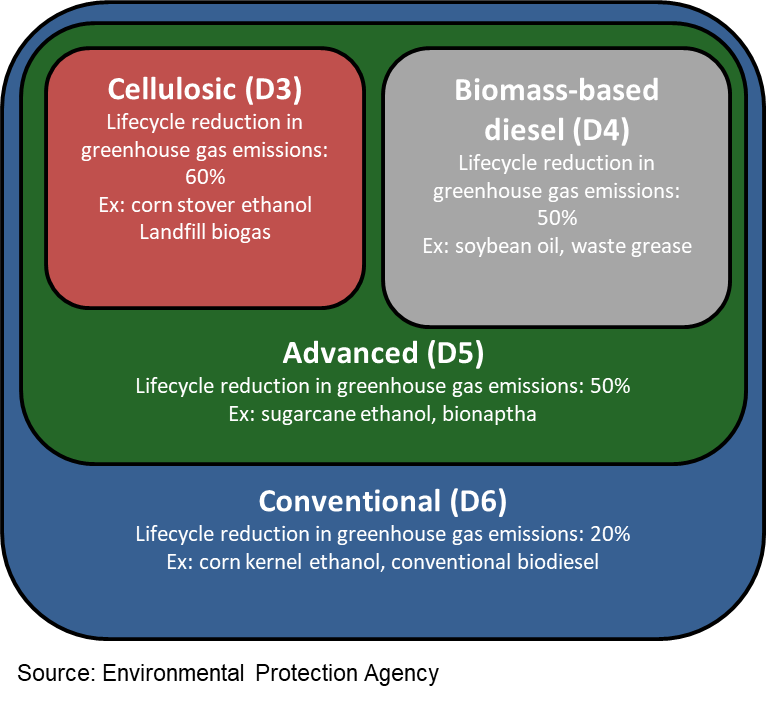 Cellulosic (D3)
Lifecycle reduction in
greenhouse gas emissions:
60%
Ex: corn stover ethanol
Landfill biogas
Biomass-based
diesel (D4)
Lifecycle reduction in
greenhouse gas emissions:
50%
Ex: soybean oil, waste grease
Advanced (D5)
Lifecycle reduction in greenhouse gas emissions: 50%
Ex: sugarcane ethanol, bionaptha
Conventional (D6)
Lifecycle reduction in greenhouse gas emissions: 20%
Ex: corn kernel ethanol, conventional biodiesel
Source: Environmental Protection Agency